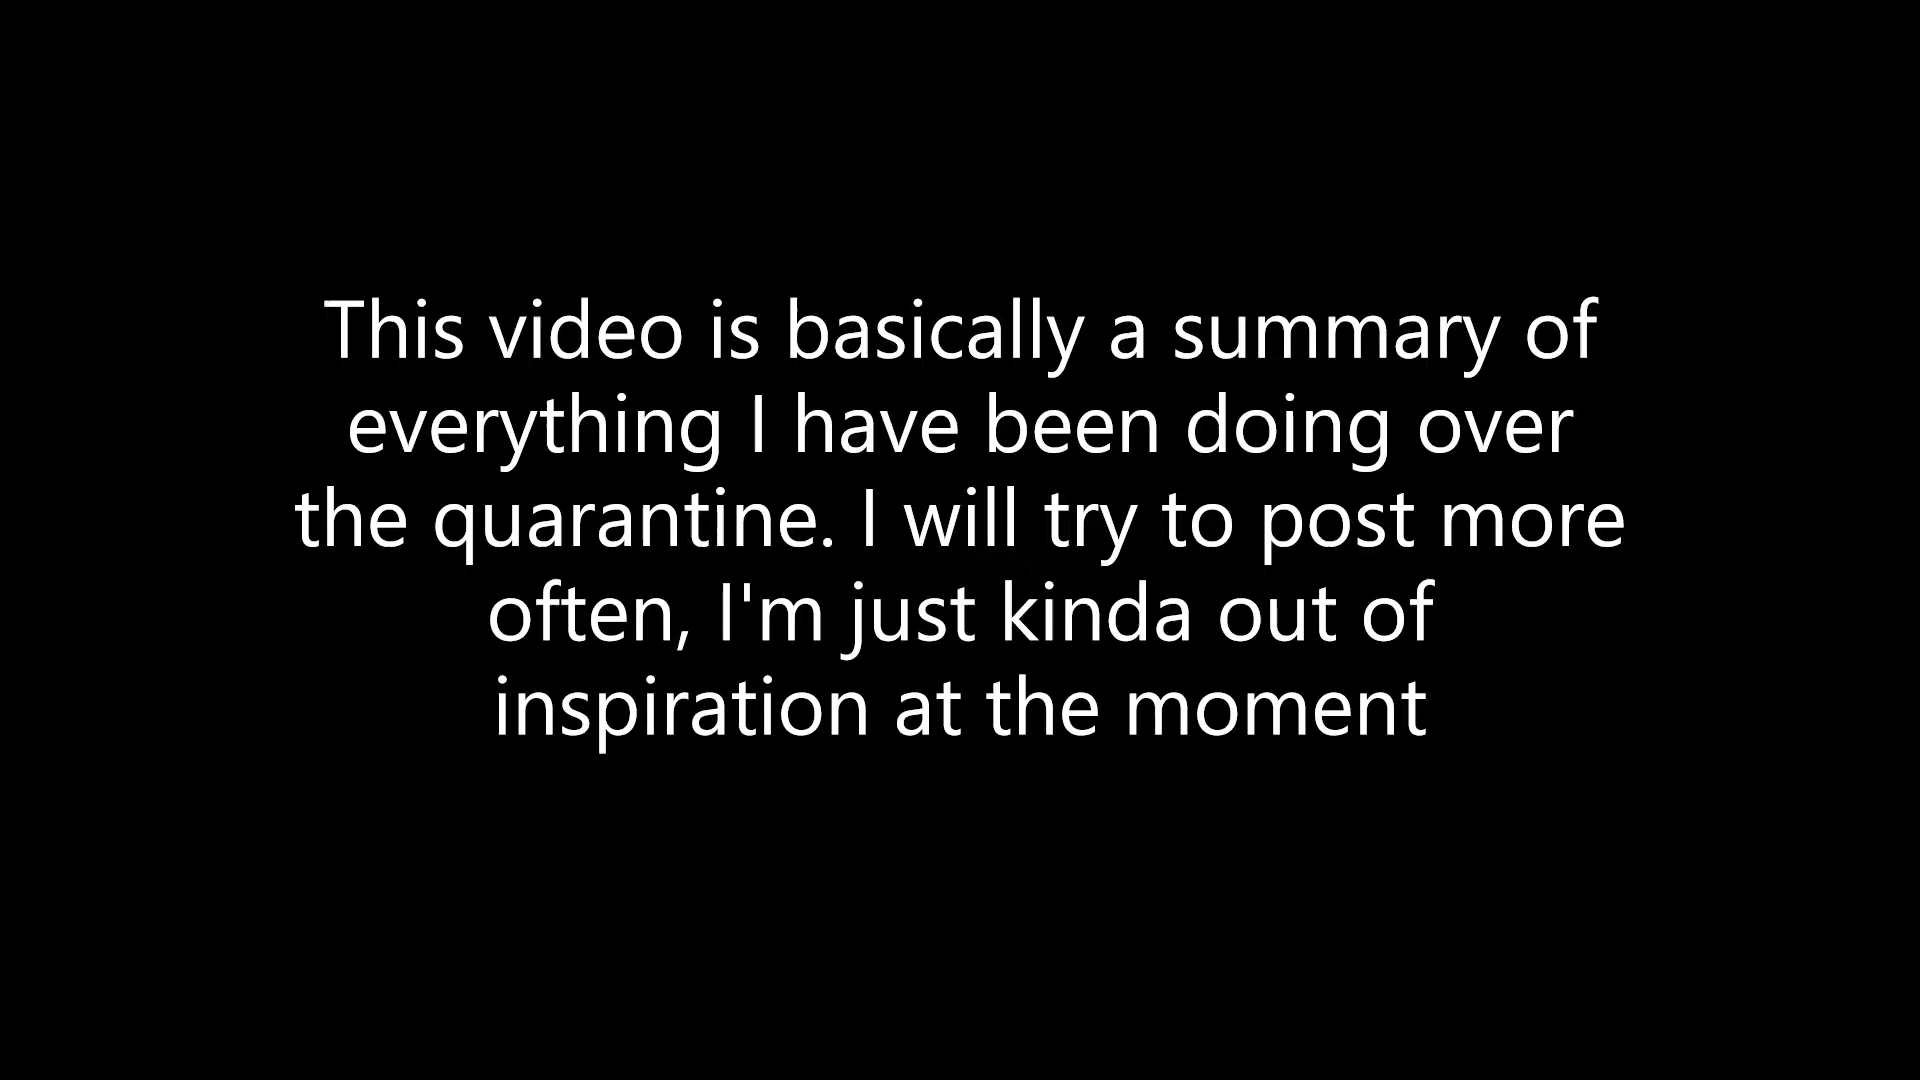 This video is basically a summary of
everything I have been doing over
the quarantine. I will try to post more
often, I'm just kinda out of
inspiration at the moment